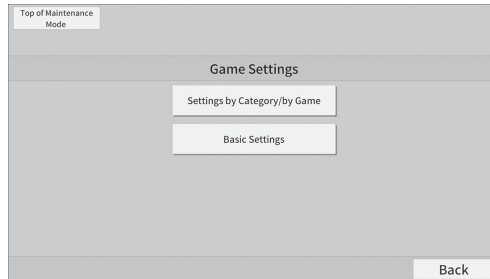 Top of Maintenance
Mode
Game Settings
Settings by Category/by Game
Basic Settings
Back